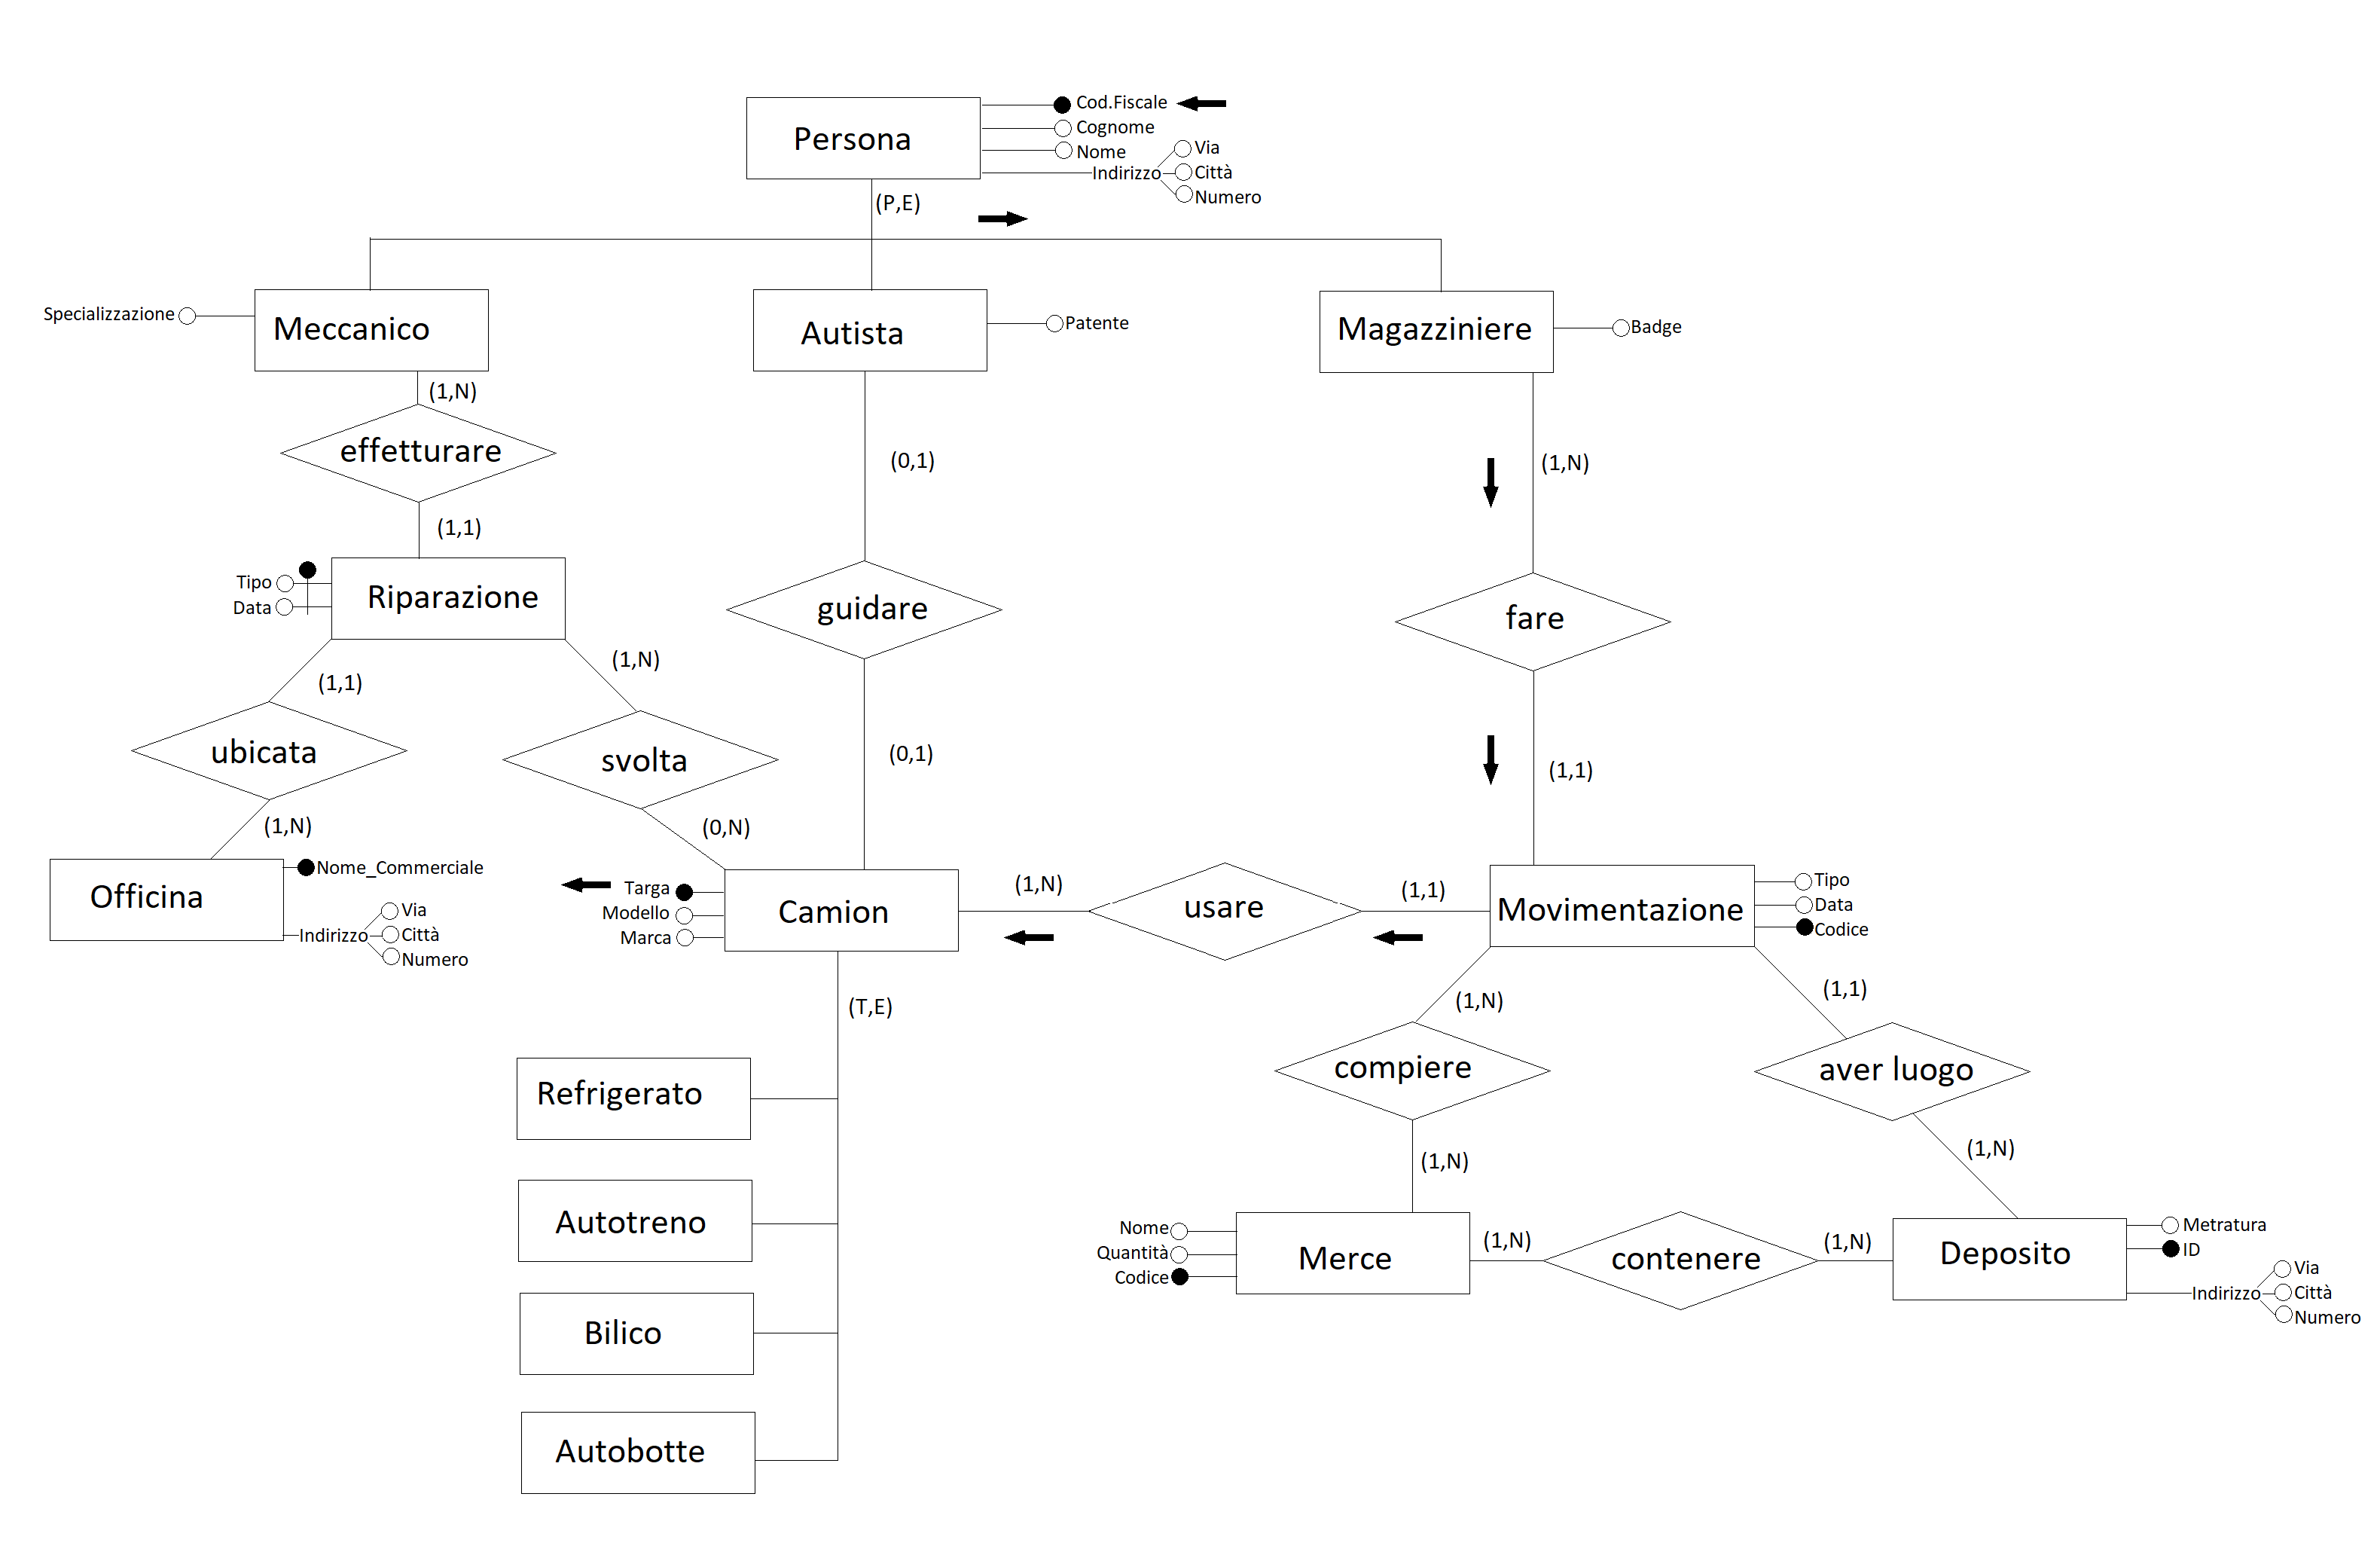 Persona
Cod.Fiscale
Cognome
Nome
Indirizzo
Via
Città
Numero
(P,E)
Specializzazione
Meccanico
Autista
Patente
Magazziniere
Badge
(1,N)
effetturare
(1,1)
(0,1)
(1,N)
Tipo
Data
Riparazione
guidare
fare
(1,1)
(1,N)
ubicata
svolta
(0,1)
(1,1)
(1,N)
(0,N)
Officina
Nome_Commerciale
Indirizzo
Via
Città
Numero
Targa
Modello
Marca
Camion
(1,N)
usare
(1,1)
Movimentazione
Tipo
Data
Codice
(T,E)
(1,N)
(1,1)
Refrigerato
compiere
aver luogo
(1,N)
(1,N)
Autotreno
Nome
Quantità
Codice
Merce
(1,N)
contenere
(1,N)
Deposito
Metratura
ID
Indirizzo
Via
Città
Numero
Bilico
Autobotte